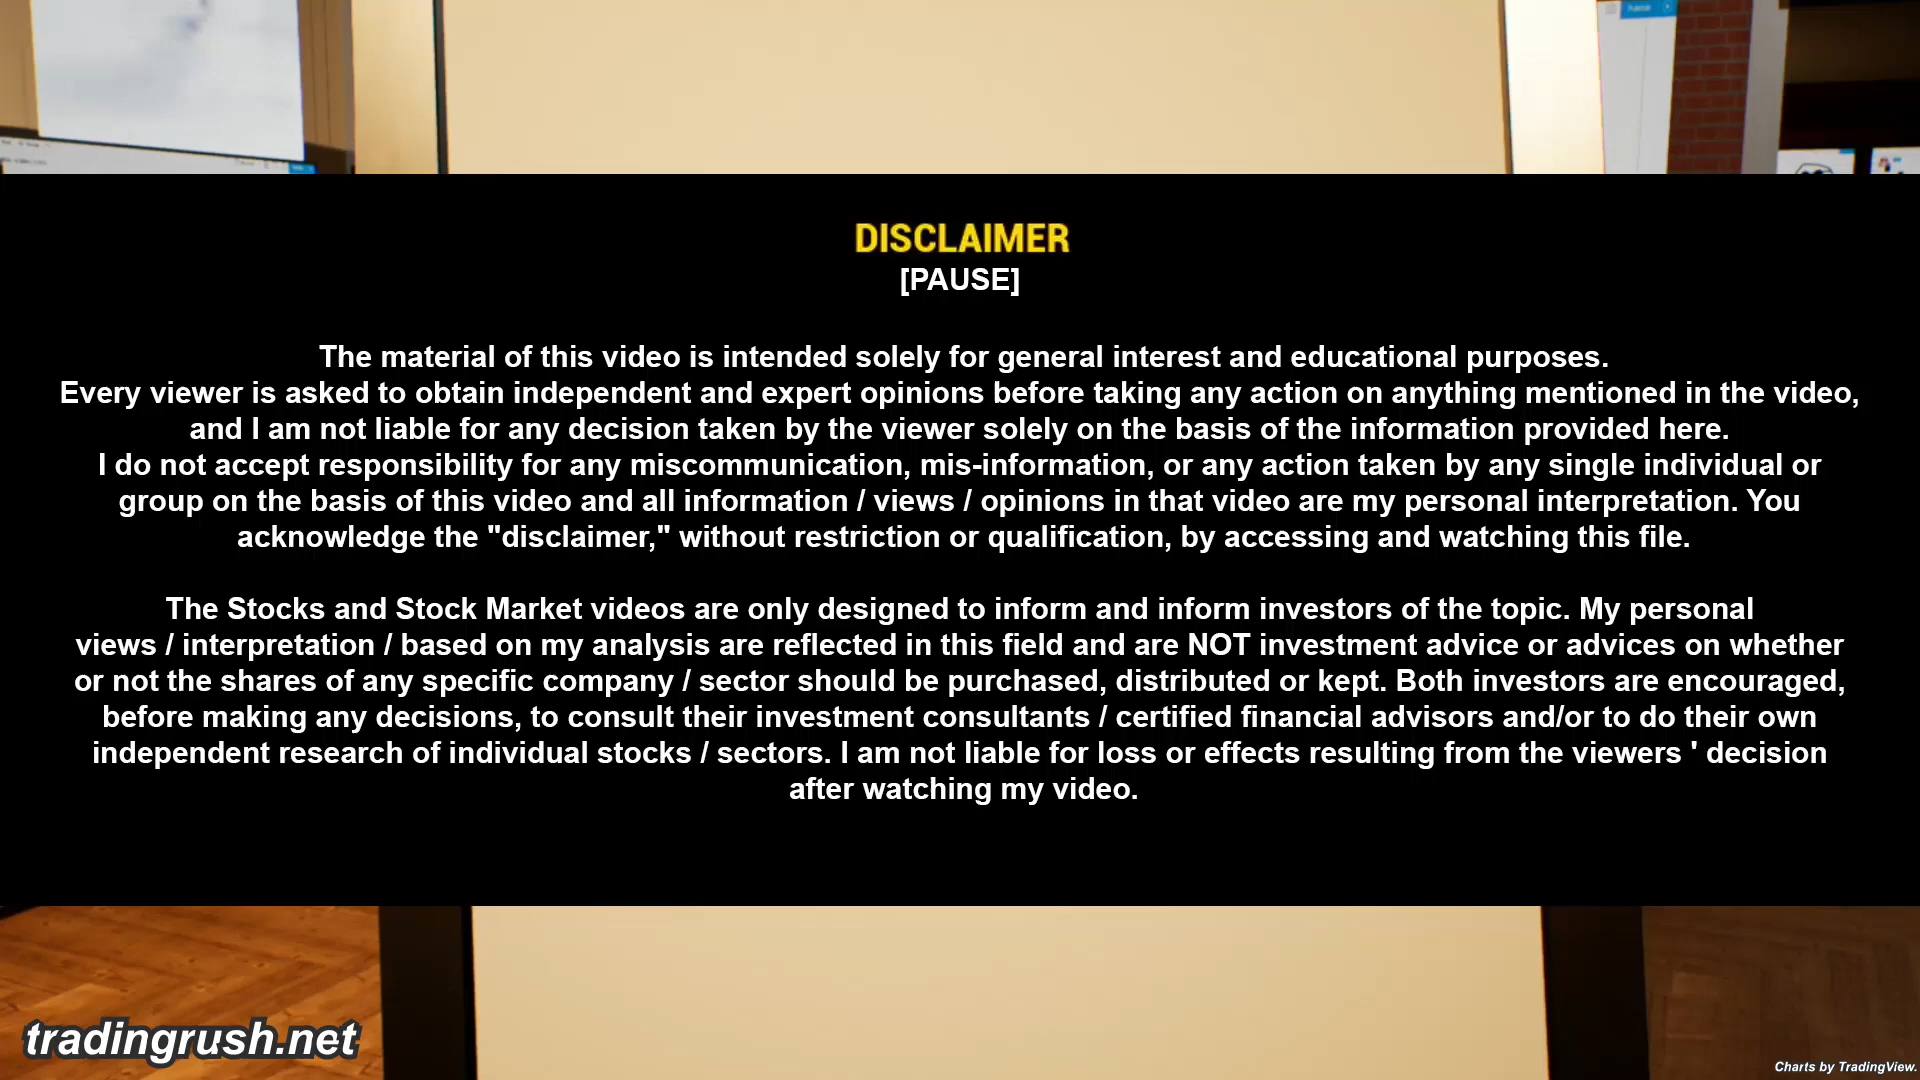 DISCLAIMER
[PAUSE]
The material of this video is intended solely for general interest and educational purposes.
Every viewer is asked to obtain independent and expert opinions before taking any action on anything mentioned in the video,
and I am not liable for any decision taken by the viewer solely on the basis of the information provided here.
I do not accept responsibility for any miscommunication, mis-information, or any action taken by any single individual or
group on the basis of this video and all information / views / opinions in that video are my personal interpretation. You
acknowledge the "disclaimer," without restriction or qualification, by accessing and watching this file.
The Stocks and Stock Market videos are only designed to inform and inform investors of the topic. My personal
views / interpretation / based on my analysis are reflected in this field and are NOT investment advice or advices on whether
or not the shares of any specific company / sector should be purchased, distributed or kept. Both investors are encouraged,
before making any decisions, to consult their investment consultants / certified financial advisors and/or to do their own
independent research of individual stocks / sectors. I am not liable for loss or effects resulting from the viewers ' decision
after watching my video.
tradingrush.net
Charts by TradingView.